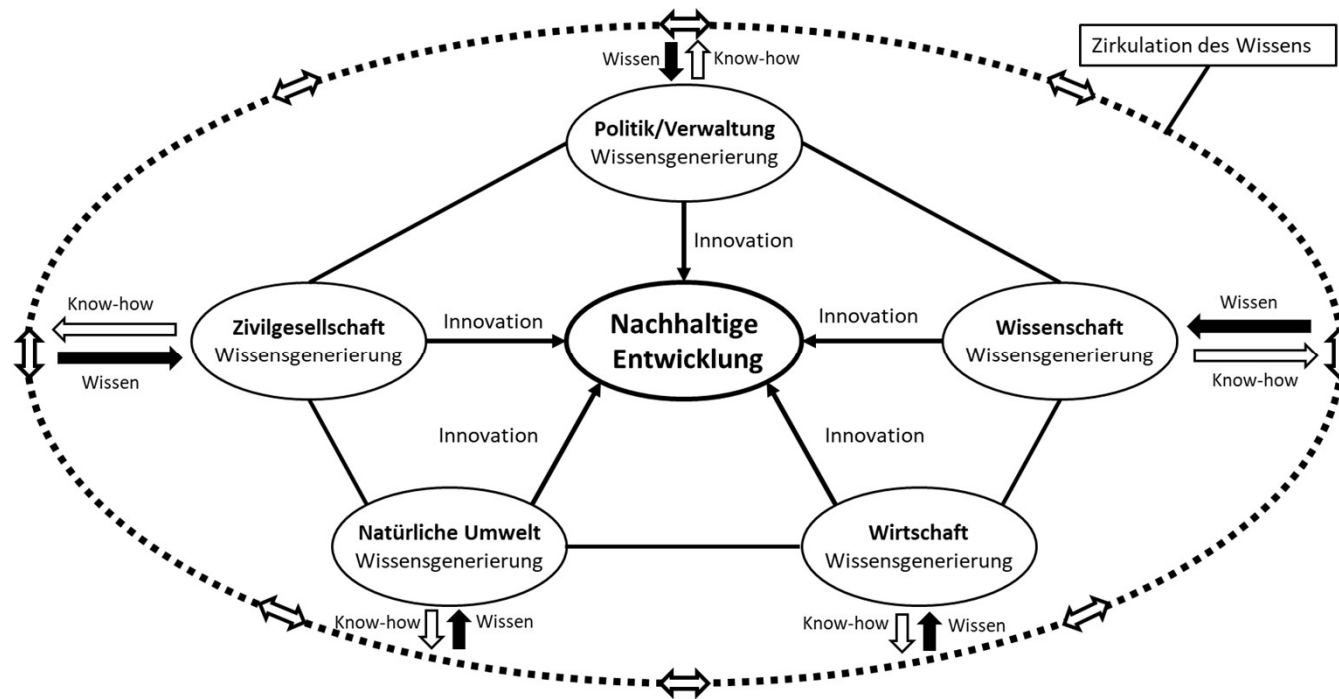 Zirkulation des Wissens
Wissen
Know-how
Politik/Verwaltung
Wissensgenerierung
Innovation
Know-how
Wissen
Zivilgesellschaft
Wissensgenerierung
Innovation
Nachhaltige
Entwicklung
Innovation
Wissenschaft
Wissensgenerierung
Wissen
Know-how
Innovation
Innovation
Natürliche Umwelt
Wissensgenerierung
Wirtschaft
Wissensgenerierung
Know-how
Wissen
Know-how
Wissen